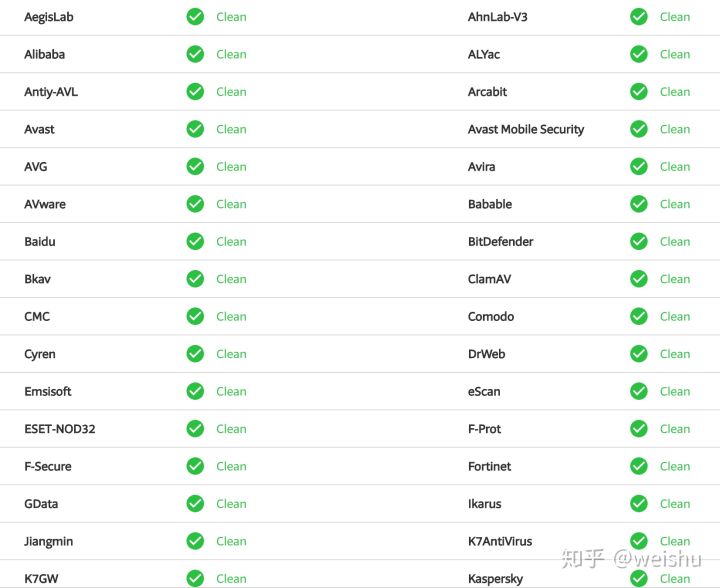 AegisLab Clean AhnLab-V3 Clean
Alibaba Clean ALYac Clean
Antiy-AVL Clean Arcabit Clean
Avast Clean Avast Mobile Security Clean
AVG Clean Avira Clean
AVware Clean Babable Clean
Baidu Clean BitDefender Clean
Bkav Clean ClamAV Clean
CMC Clean Comodo Clean
Cyren Clean DrWeb Clean
Emsisoft Clean eScan Clean
ESET-NOD32 Clean F-Prot Clean
F-Secure Clean Fortinet Clean
GData Clean Ikarus Clean
Jiangmin Clean K7AntiVirus Clean
知乎 @weishu
K7GW Clean Kaspersky Clean